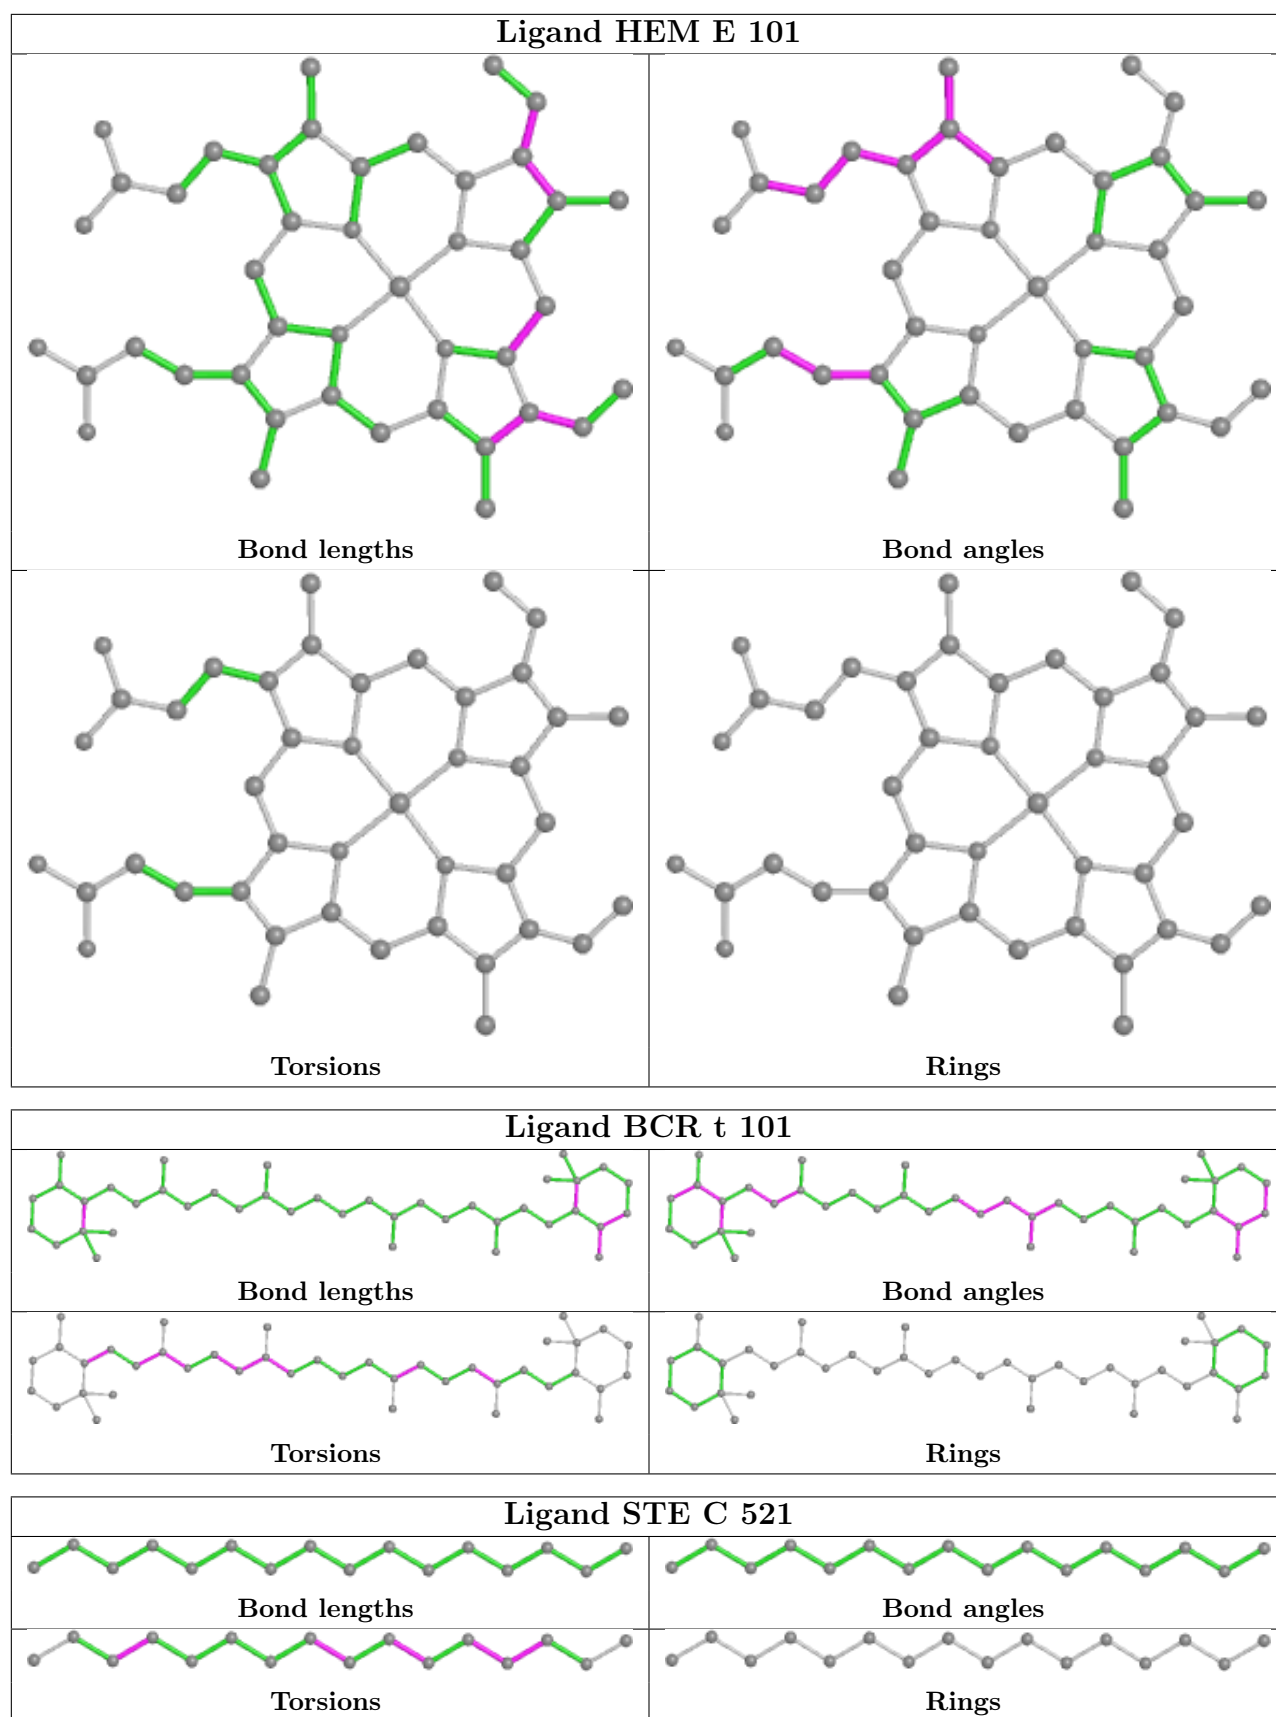 Ligand HEM E 101
Bond lengths
Bond angles
Torsions
Rings
Ligand BCR t 101
Bond lengths
Bond angles
Torsions
Rings
Ligand STE C 521
Bond lengths
Bond angles
Torsions
Rings